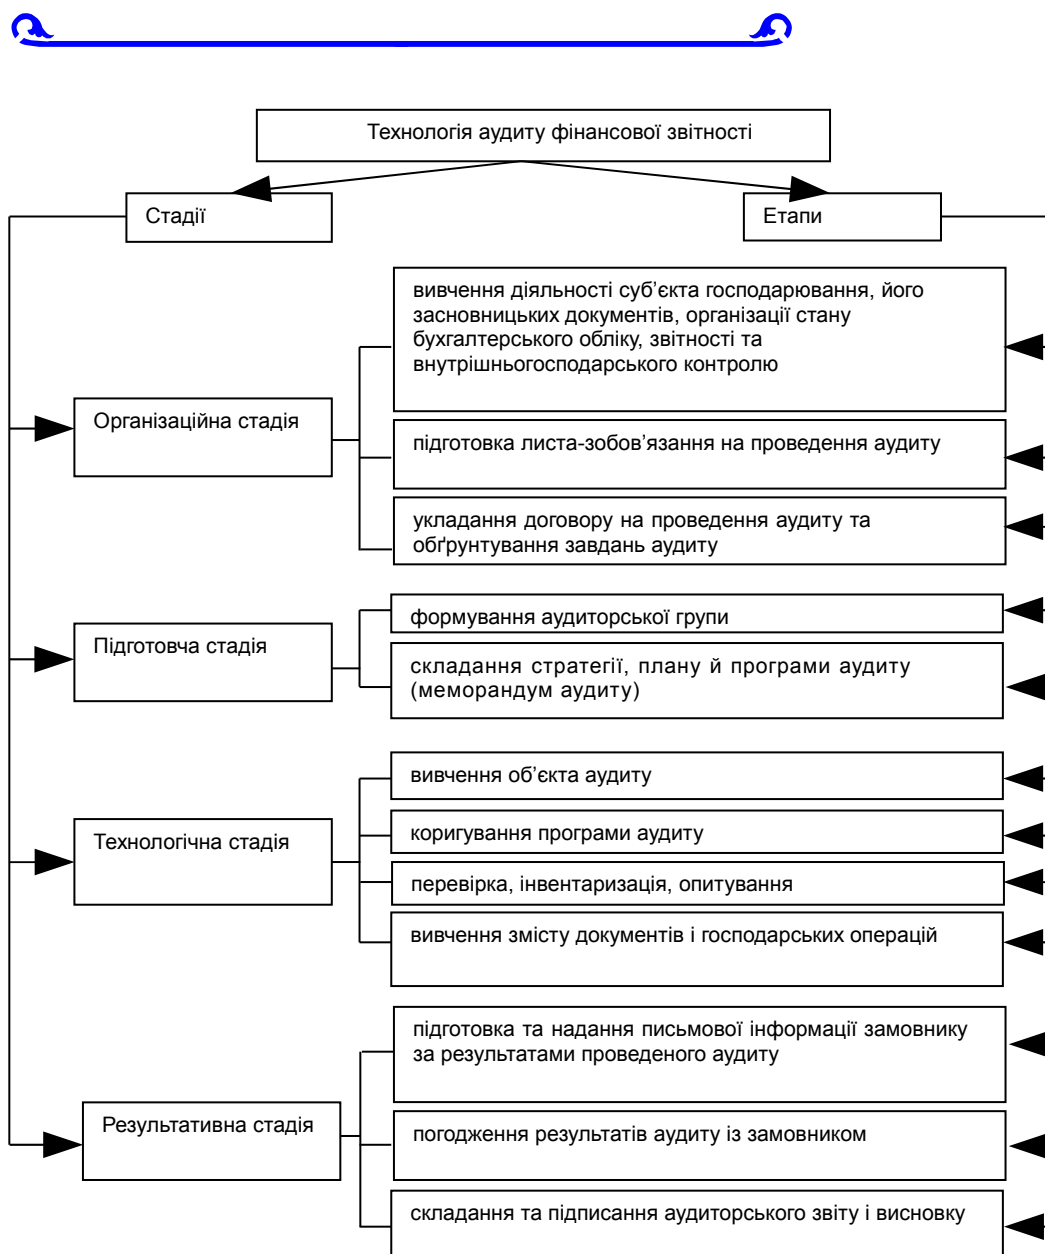 Технологія аудиту фінансової звітності
Стадії
Етапи
вивчення діяльності суб’єкта господарювання, його
засновницьких документів, організації стану
бухгалтерського обліку, звітності та
внутрішньогосподарського контролю
Організаційна стадія
підготовка листа-зобов’язання на проведення аудиту
укладання договору на проведення аудиту та
обґрунтування завдань аудиту
формування аудиторської групи
Підготовча стадія
складання стратегії, плану й програми аудиту
(меморандум аудиту)
вивчення об’єкта аудиту
коригування програми аудиту
Технологічна стадія
перевірка, інвентаризація, опитування
вивчення змісту документів і господарських операцій
підготовка та надання письмової інформації замовнику
за результатами проведеного аудиту
Результативна стадія
погодження результатів аудиту із замовником
складання та підписання аудиторського звіту і висновку